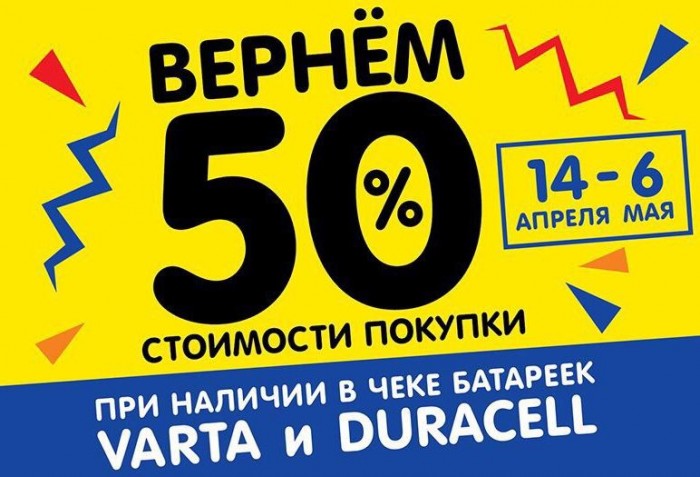 ВЕРНЁМ
50%
14-6
АПРЕЛЯ МАЯ
СТОИМОСТИ ПОКУПКИ
ПРИ НАЛИЧИИ В ЧЕКЕ БАТАРЕЕК
VARTA и DURACELL